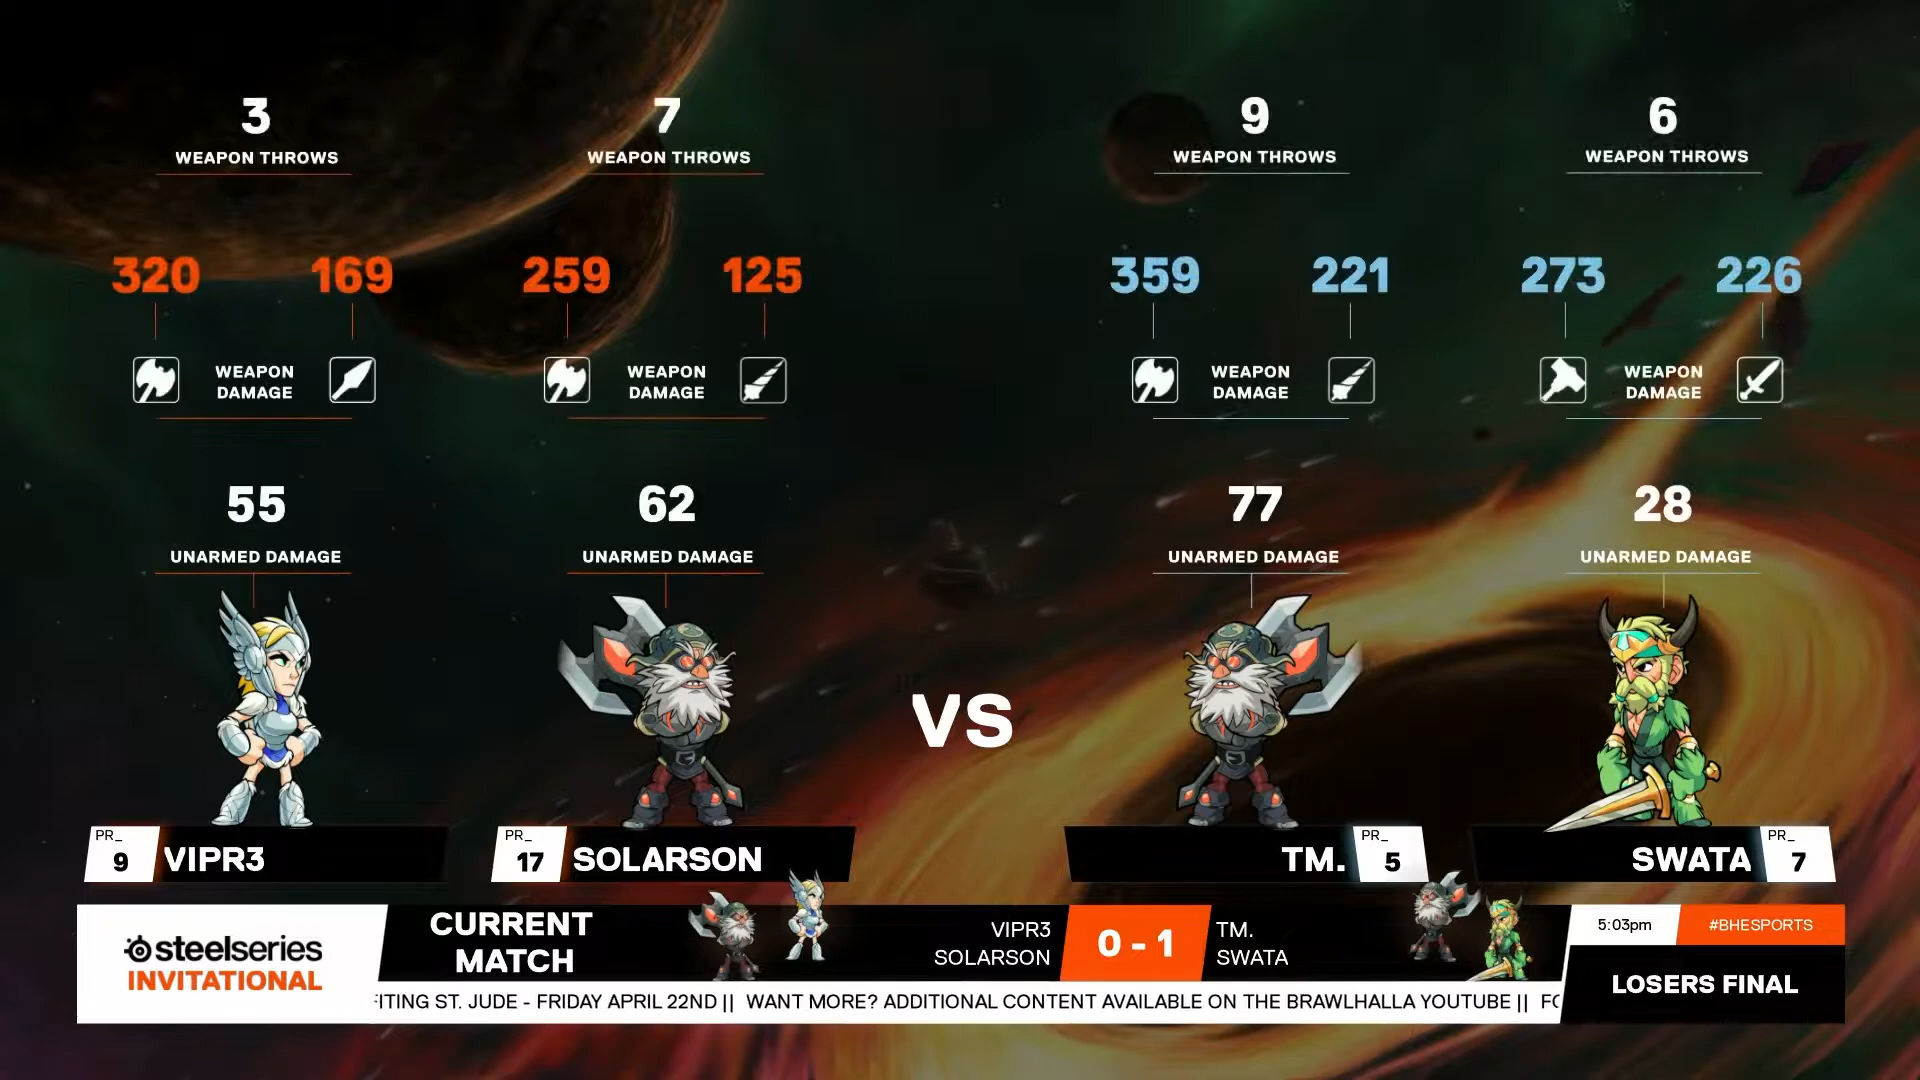 3
WEAPON THROWS
7
WEAPON THROWS
9
WEAPON THROWS
6
WEAPON THROWS
320
169
WEAPON
DAMAGE
259
125
WEAPON
DAMAGE
359
221
WEAPON
DAMAGE
273
226
WEAPON
DAMAGE
55
UNARMED DAMAGE
62
UNARMED DAMAGE
77
UNARMED DAMAGE
28
UNARMED DAMAGE
VS
PR_
9
VIPR3
PR_
17
SOLARSON
TM.
PR_
5
SWATA
PR_
7
steelseries
INVITATIONAL
CURRENT
MATCH
VIPR3
SOLARSON
0 - 1
TM.
SWATA
5:03pm
#BHESPORTS
LOSERS FINAL
ST. JUDE - FRIDAY APRIL 22ND || WANT MORE? ADDITIONAL CONTENT AVAILABLE ON THE BRAWLHALLA YOUTUBE ||